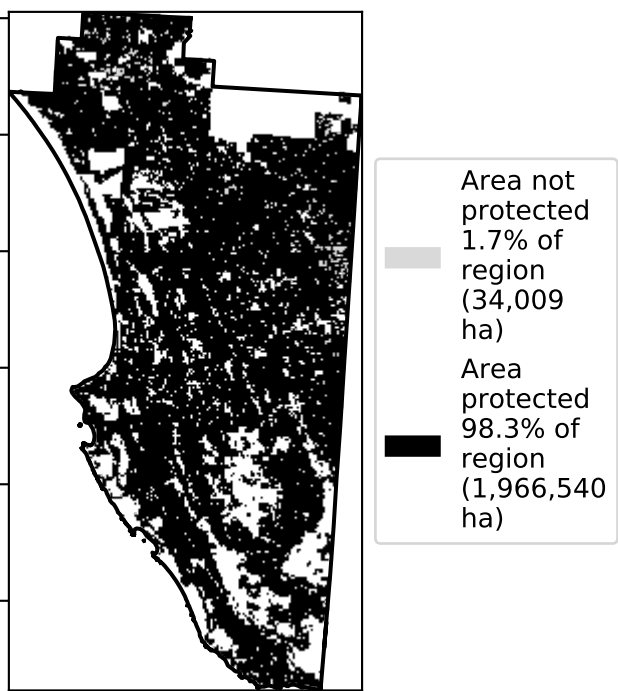 Area not
protected
1.7% of
region
(34,009
ha)
Area
protected
98.3% of
region
(1,966,540
ha)